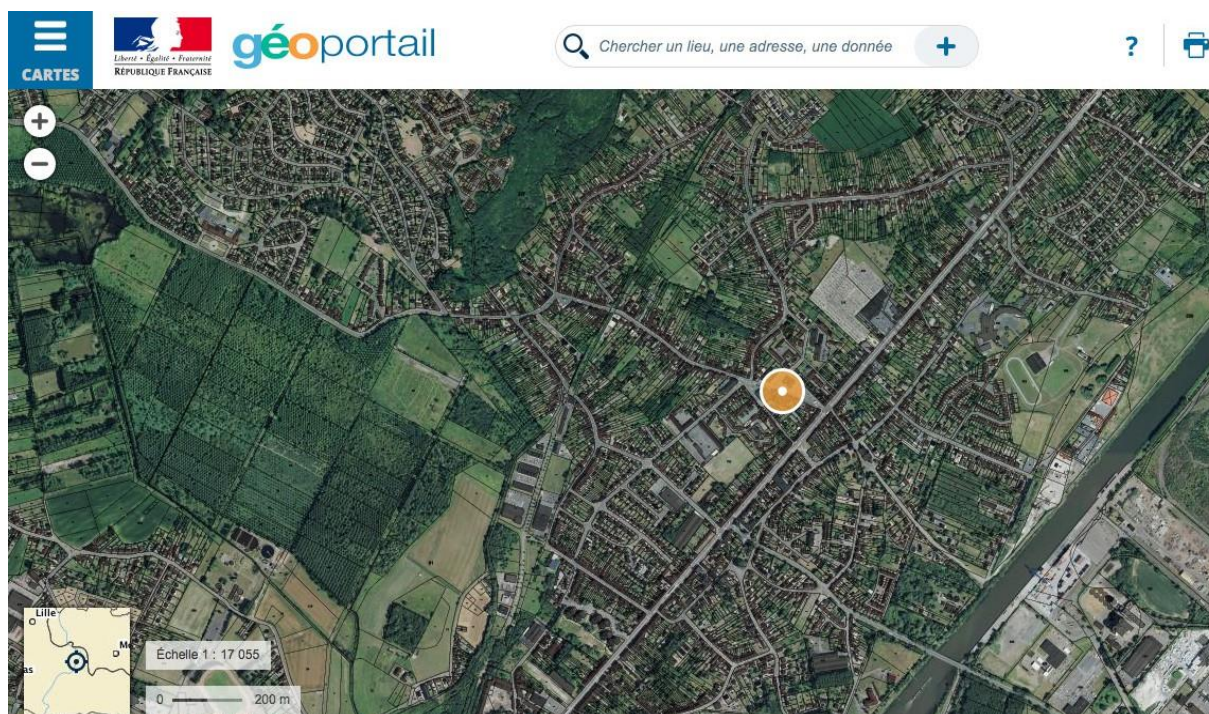 CARTES
Liberté • Égalité • Fraternité
RÉPUBLIQUE FRANÇAISE
géoportail
Chercher un lieu, une adresse, une donnée
+
?
+
−
Lille
M
as
Échelle 1 : 17 055
0
200 m